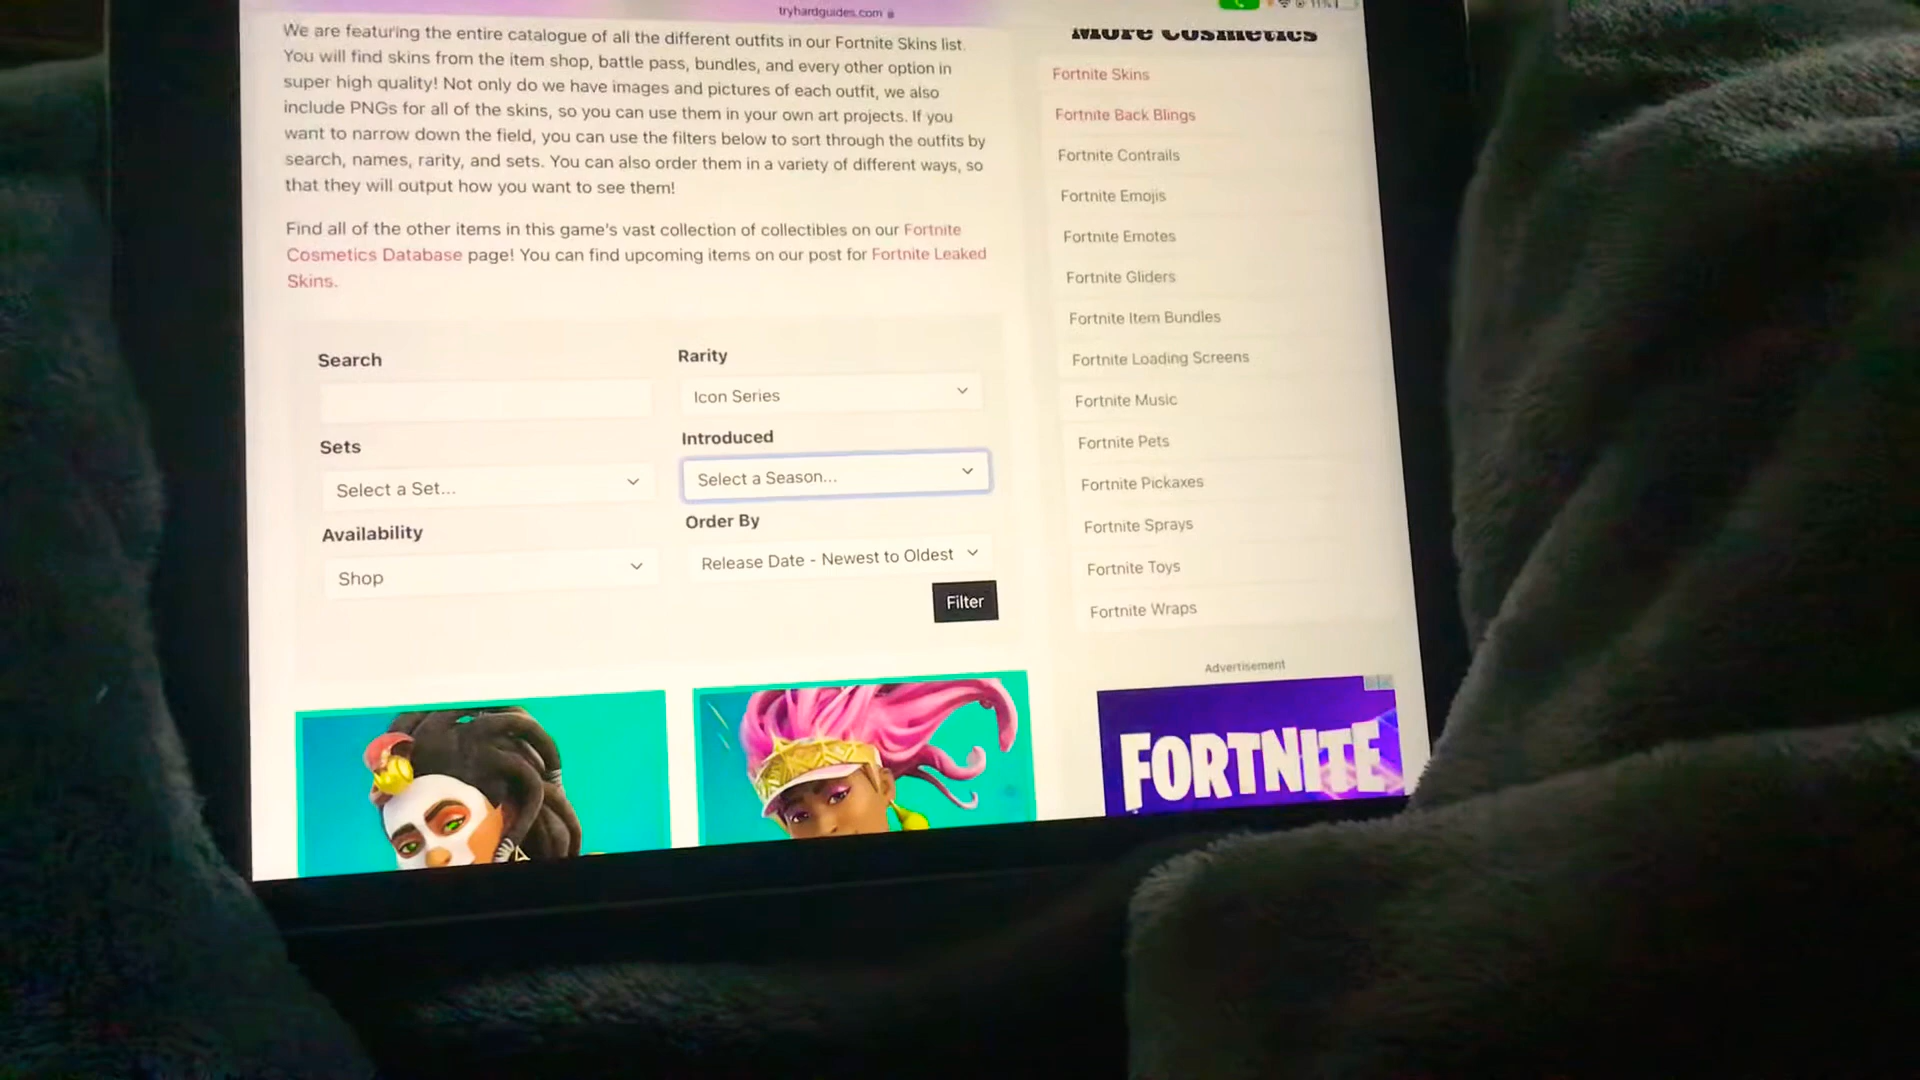 tryhardguides.com
11%
We are featuring the entire catalogue of all the different outfits in our Fortnite Skins list.
You will find skins from the item shop, battle pass, bundles, and every other option in
super high quality! Not only do we have images and pictures of each outfit, we also
include PNGs for all of the skins, so you can use them in your own art projects. If you
want to narrow down the field, you can use the filters below to sort through the outfits by
search, names, rarity, and sets. You can also order them in a variety of different ways, so
that they will output how you want to see them!
Find all of the other items in this game's vast collection of collectibles on our Fortnite
Cosmetics Database page! You can find upcoming items on our post for Fortnite Leaked
Skins.
Search
Rarity
Icon Series
Sets
Introduced
Select a Set...
Select a Season...
Availability
Order By
Shop
Release Date - Newest to Oldest
Filter
More Cosmetics
Fortnite Skins
Fortnite Back Blings
Fortnite Contrails
Fortnite Emojis
Fortnite Emotes
Fortnite Gliders
Fortnite Item Bundles
Fortnite Loading Screens
Fortnite Music
Fortnite Pets
Fortnite Pickaxes
Fortnite Sprays
Fortnite Toys
Fortnite Wraps
Advertisement
FORTNITE